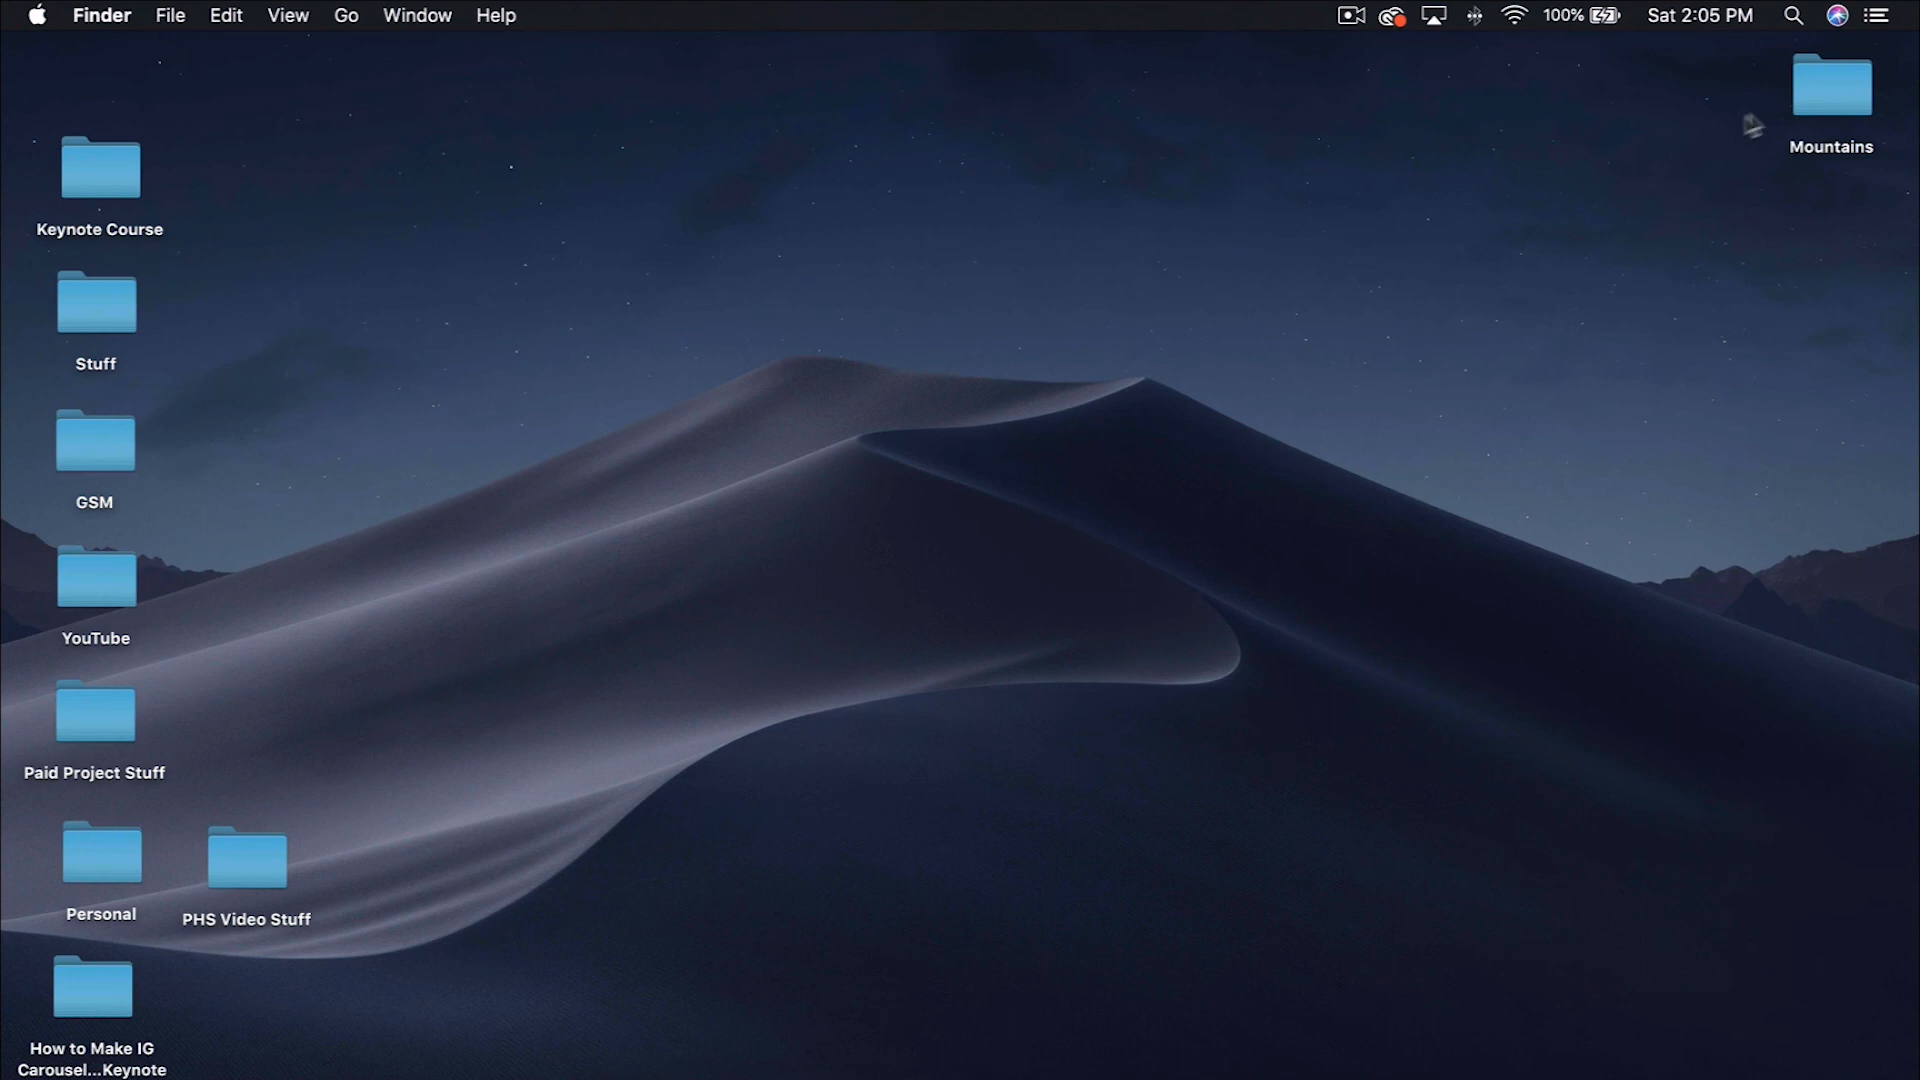 Finder File Edit View Go Window Help
100% Sat 2:05 PM
Mountains
Keynote Course
Stuff
GSM
YouTube
Paid Project Stuff
Personal
PHS Video Stuff
How to Make IG
Carousel...Keynote